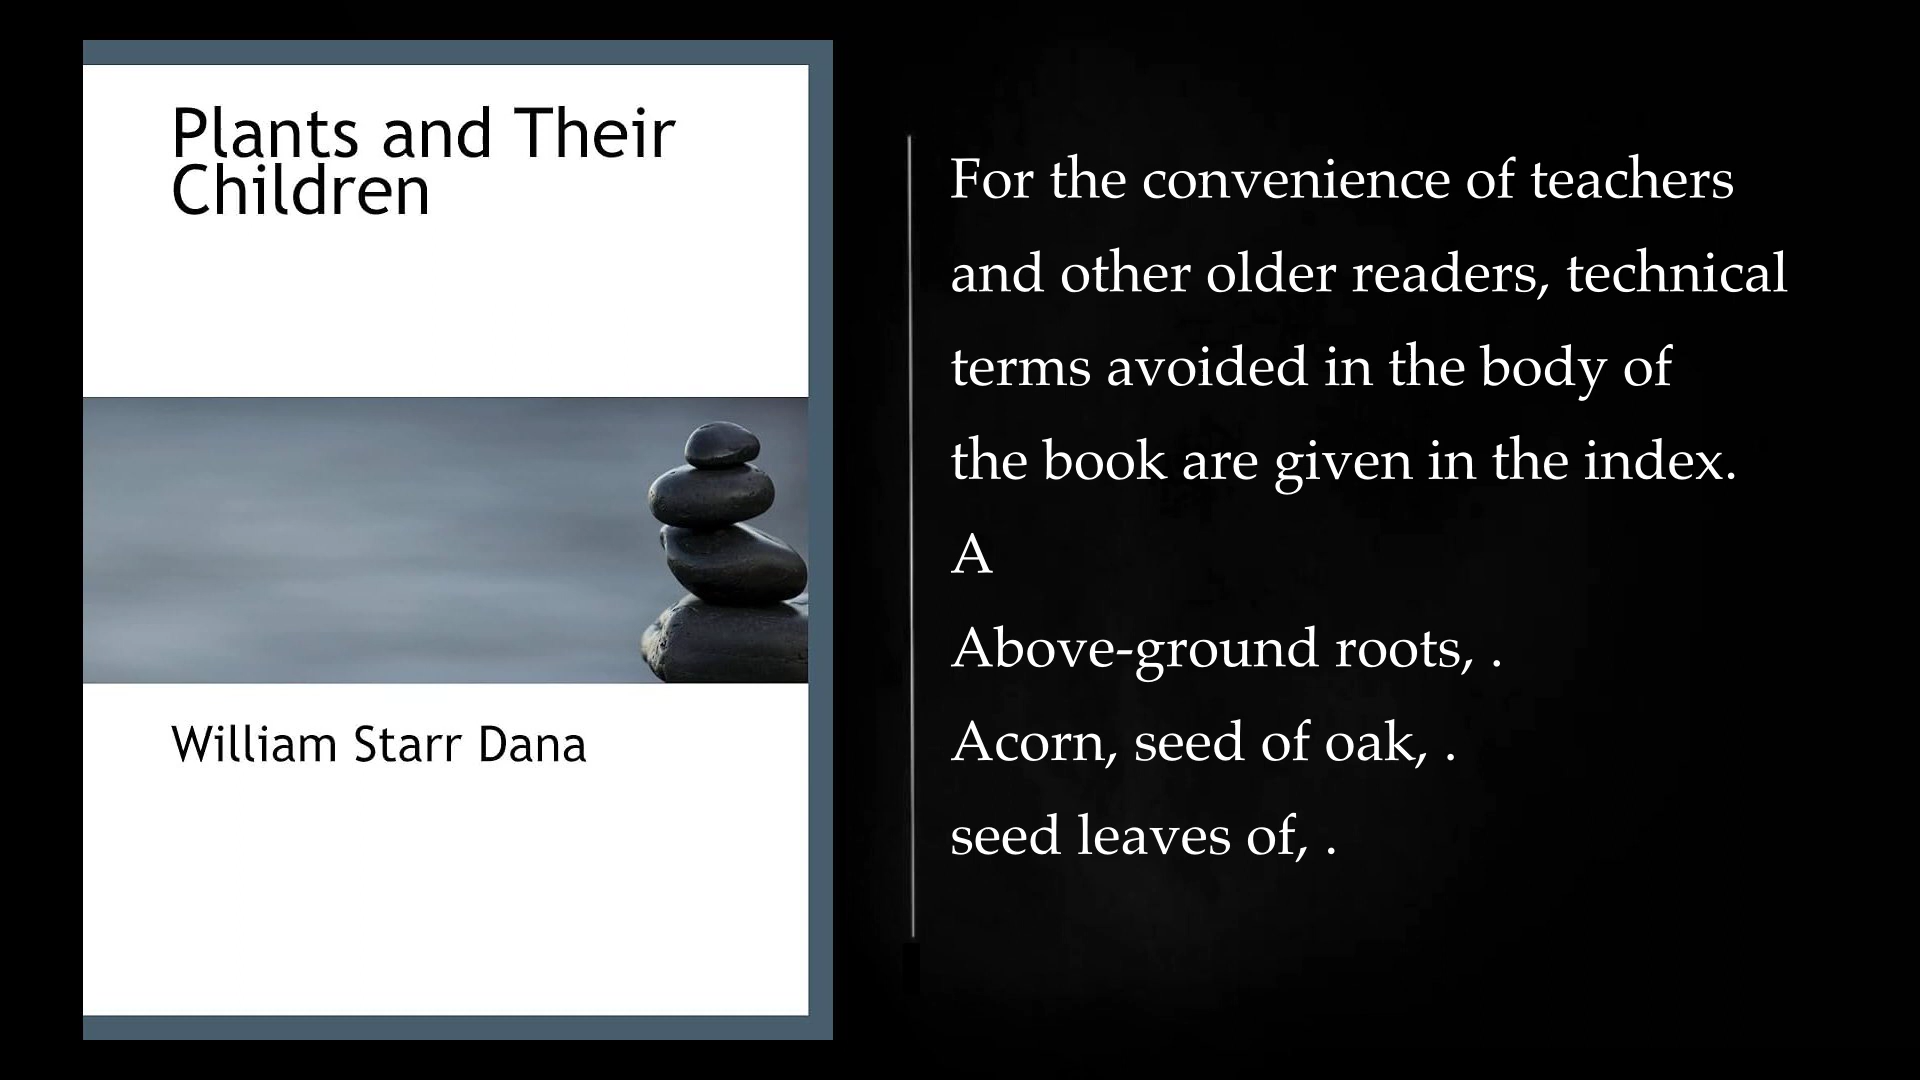 Plants and Their
Children
William Starr Dana
For the convenience of teachers
and other older readers, technical
terms avoided in the body of
the book are given in the index.
A
Above-ground roots, .
Acorn, seed of oak, .
seed leaves of, .